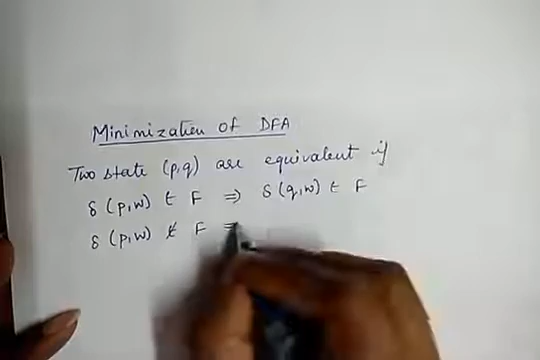 Minimization of DFA
Two state (p,q) are equivalent if
δ (p,w) ∈ F ⇒ δ (q,w) ∈ F
δ (p,w) ∉ F